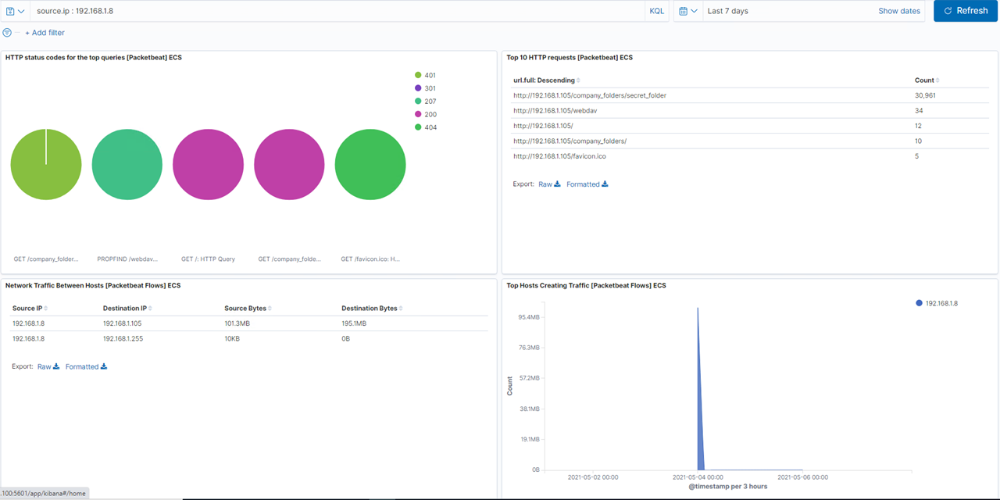 source.ip : 192.168.1.8 KQL Last 7 days Show dates Refresh
+ Add filter
HTTP status codes for the top queries [Packetbeat] ECS
401
301
207
200
404
GET /company_folder... PROPFIND /webdav... GET /: HTTP Query GET /company_folde... GET /favicon.ico: H...
Top 10 HTTP requests [Packetbeat] ECS
url.full: Descending Count
http://192.168.1.105/company_folders/secret_folder 30,961
http://192.168.1.105/webdav 34
http://192.168.1.105/ 12
http://192.168.1.105/company_folders/ 10
http://192.168.1.105/favicon.ico 5
Export: Raw Formatted
Network Traffic Between Hosts [Packetbeat Flows] ECS
Source IP Destination IP Source Bytes Destination Bytes
192.168.1.8 192.168.1.105 101.3MB 195.1MB
192.168.1.8 192.168.1.255 10KB 0B
Export: Raw Formatted
Top Hosts Creating Traffic [Packetbeat Flows] ECS
192.168.1.8
95.4MB
76.3MB
57.2MB
38.1MB
19.1MB
0B
Count
2021-05-02 00:00 2021-05-04 00:00 2021-05-06 00:00
@timestamp per 3 hours
.100:5601/app/kibana#/home